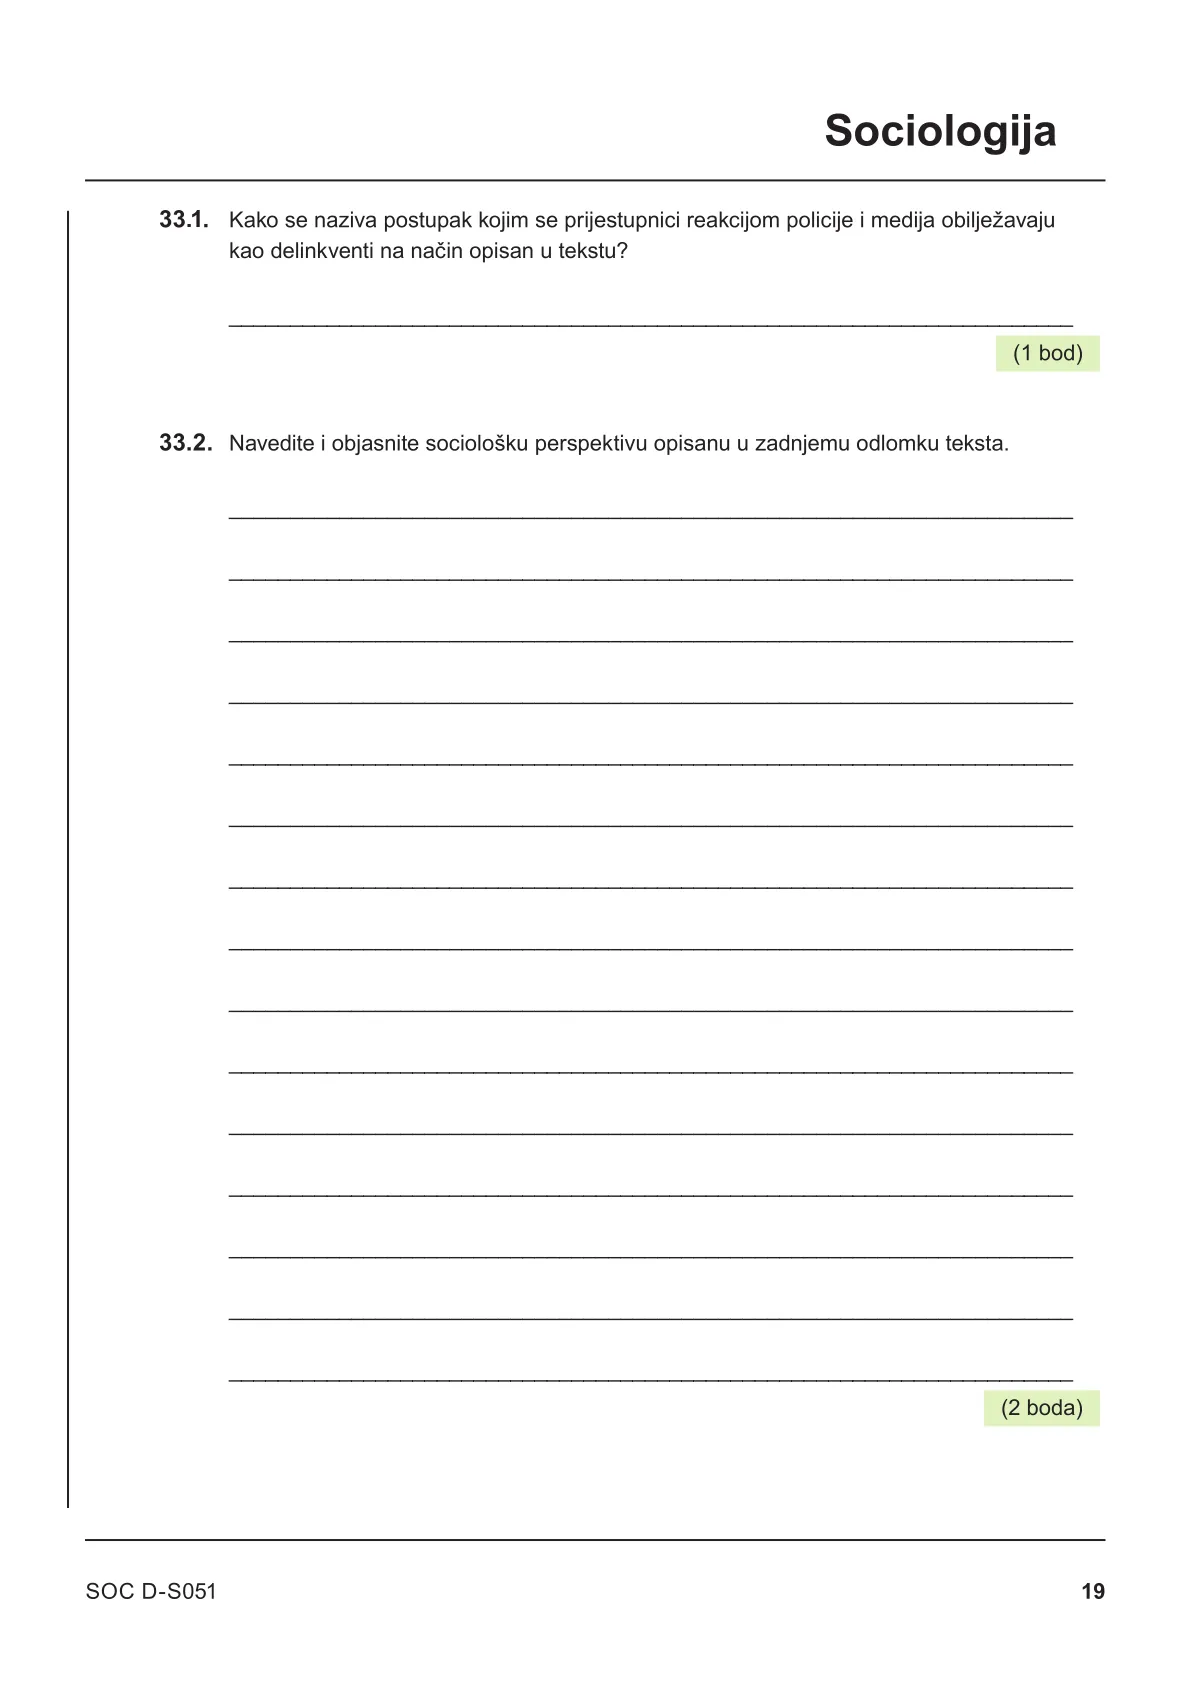 Sociologija
33.1. Kako se naziva postupak kojim se prijestupnici reakcijom policije i medija obilježavaju
kao delinkventi na način opisan u tekstu?
(1 bod)
33.2. Navedite i objasnite sociološku perspektivu opisanu u zadnjemu odlomku teksta.
(2 boda)
SOC D-S051
19